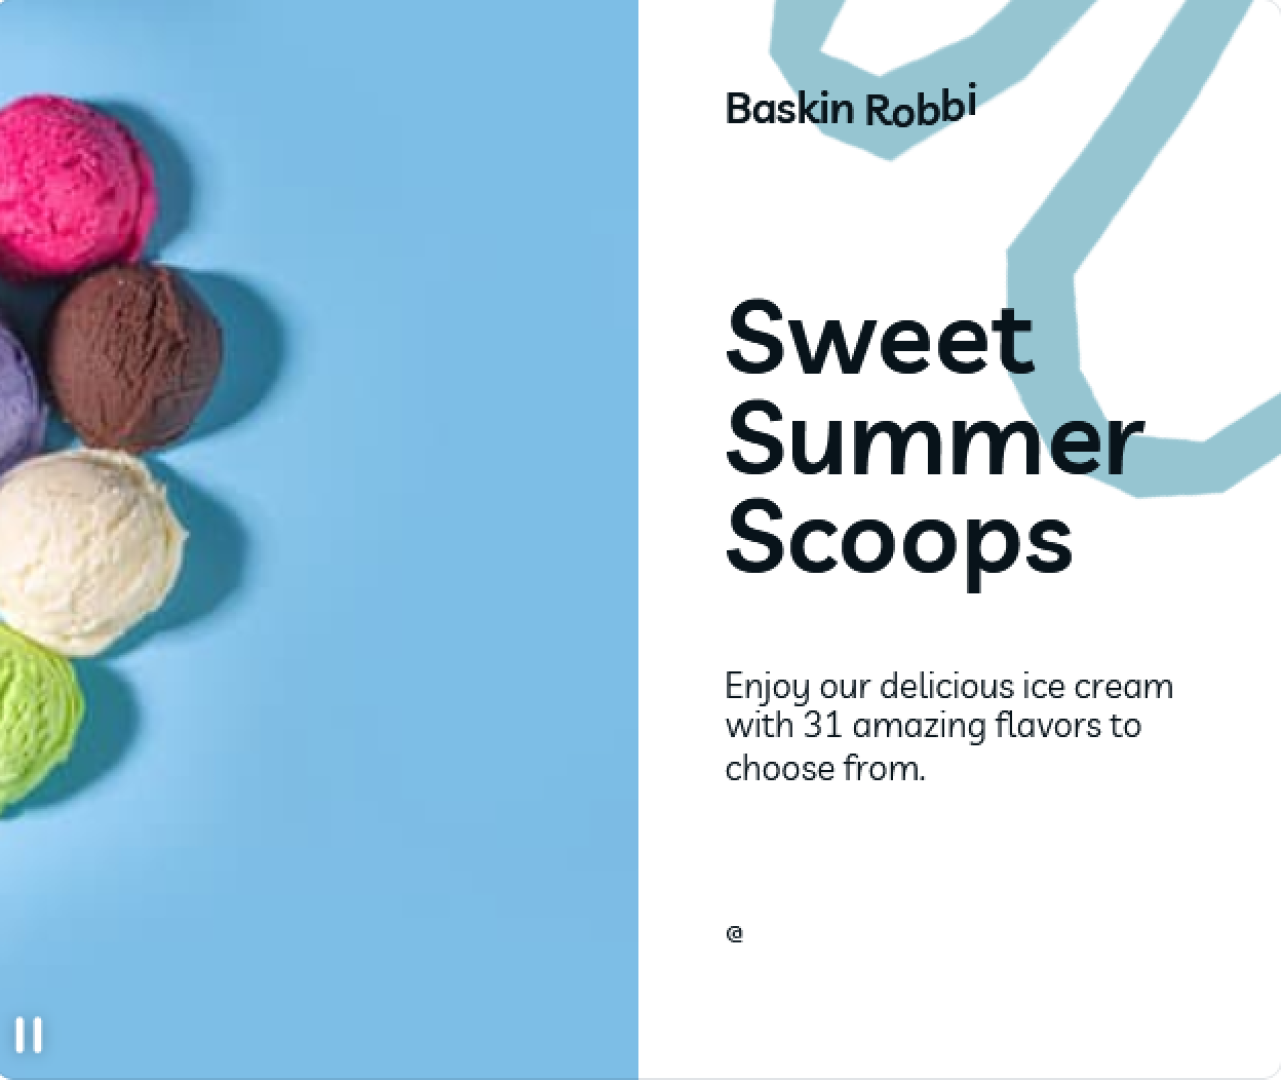 Baskin Robbi
Sweet
Summer
Scoops
Enjoy our delicious ice cream
with 31 amazing flavors to
choose from.
@